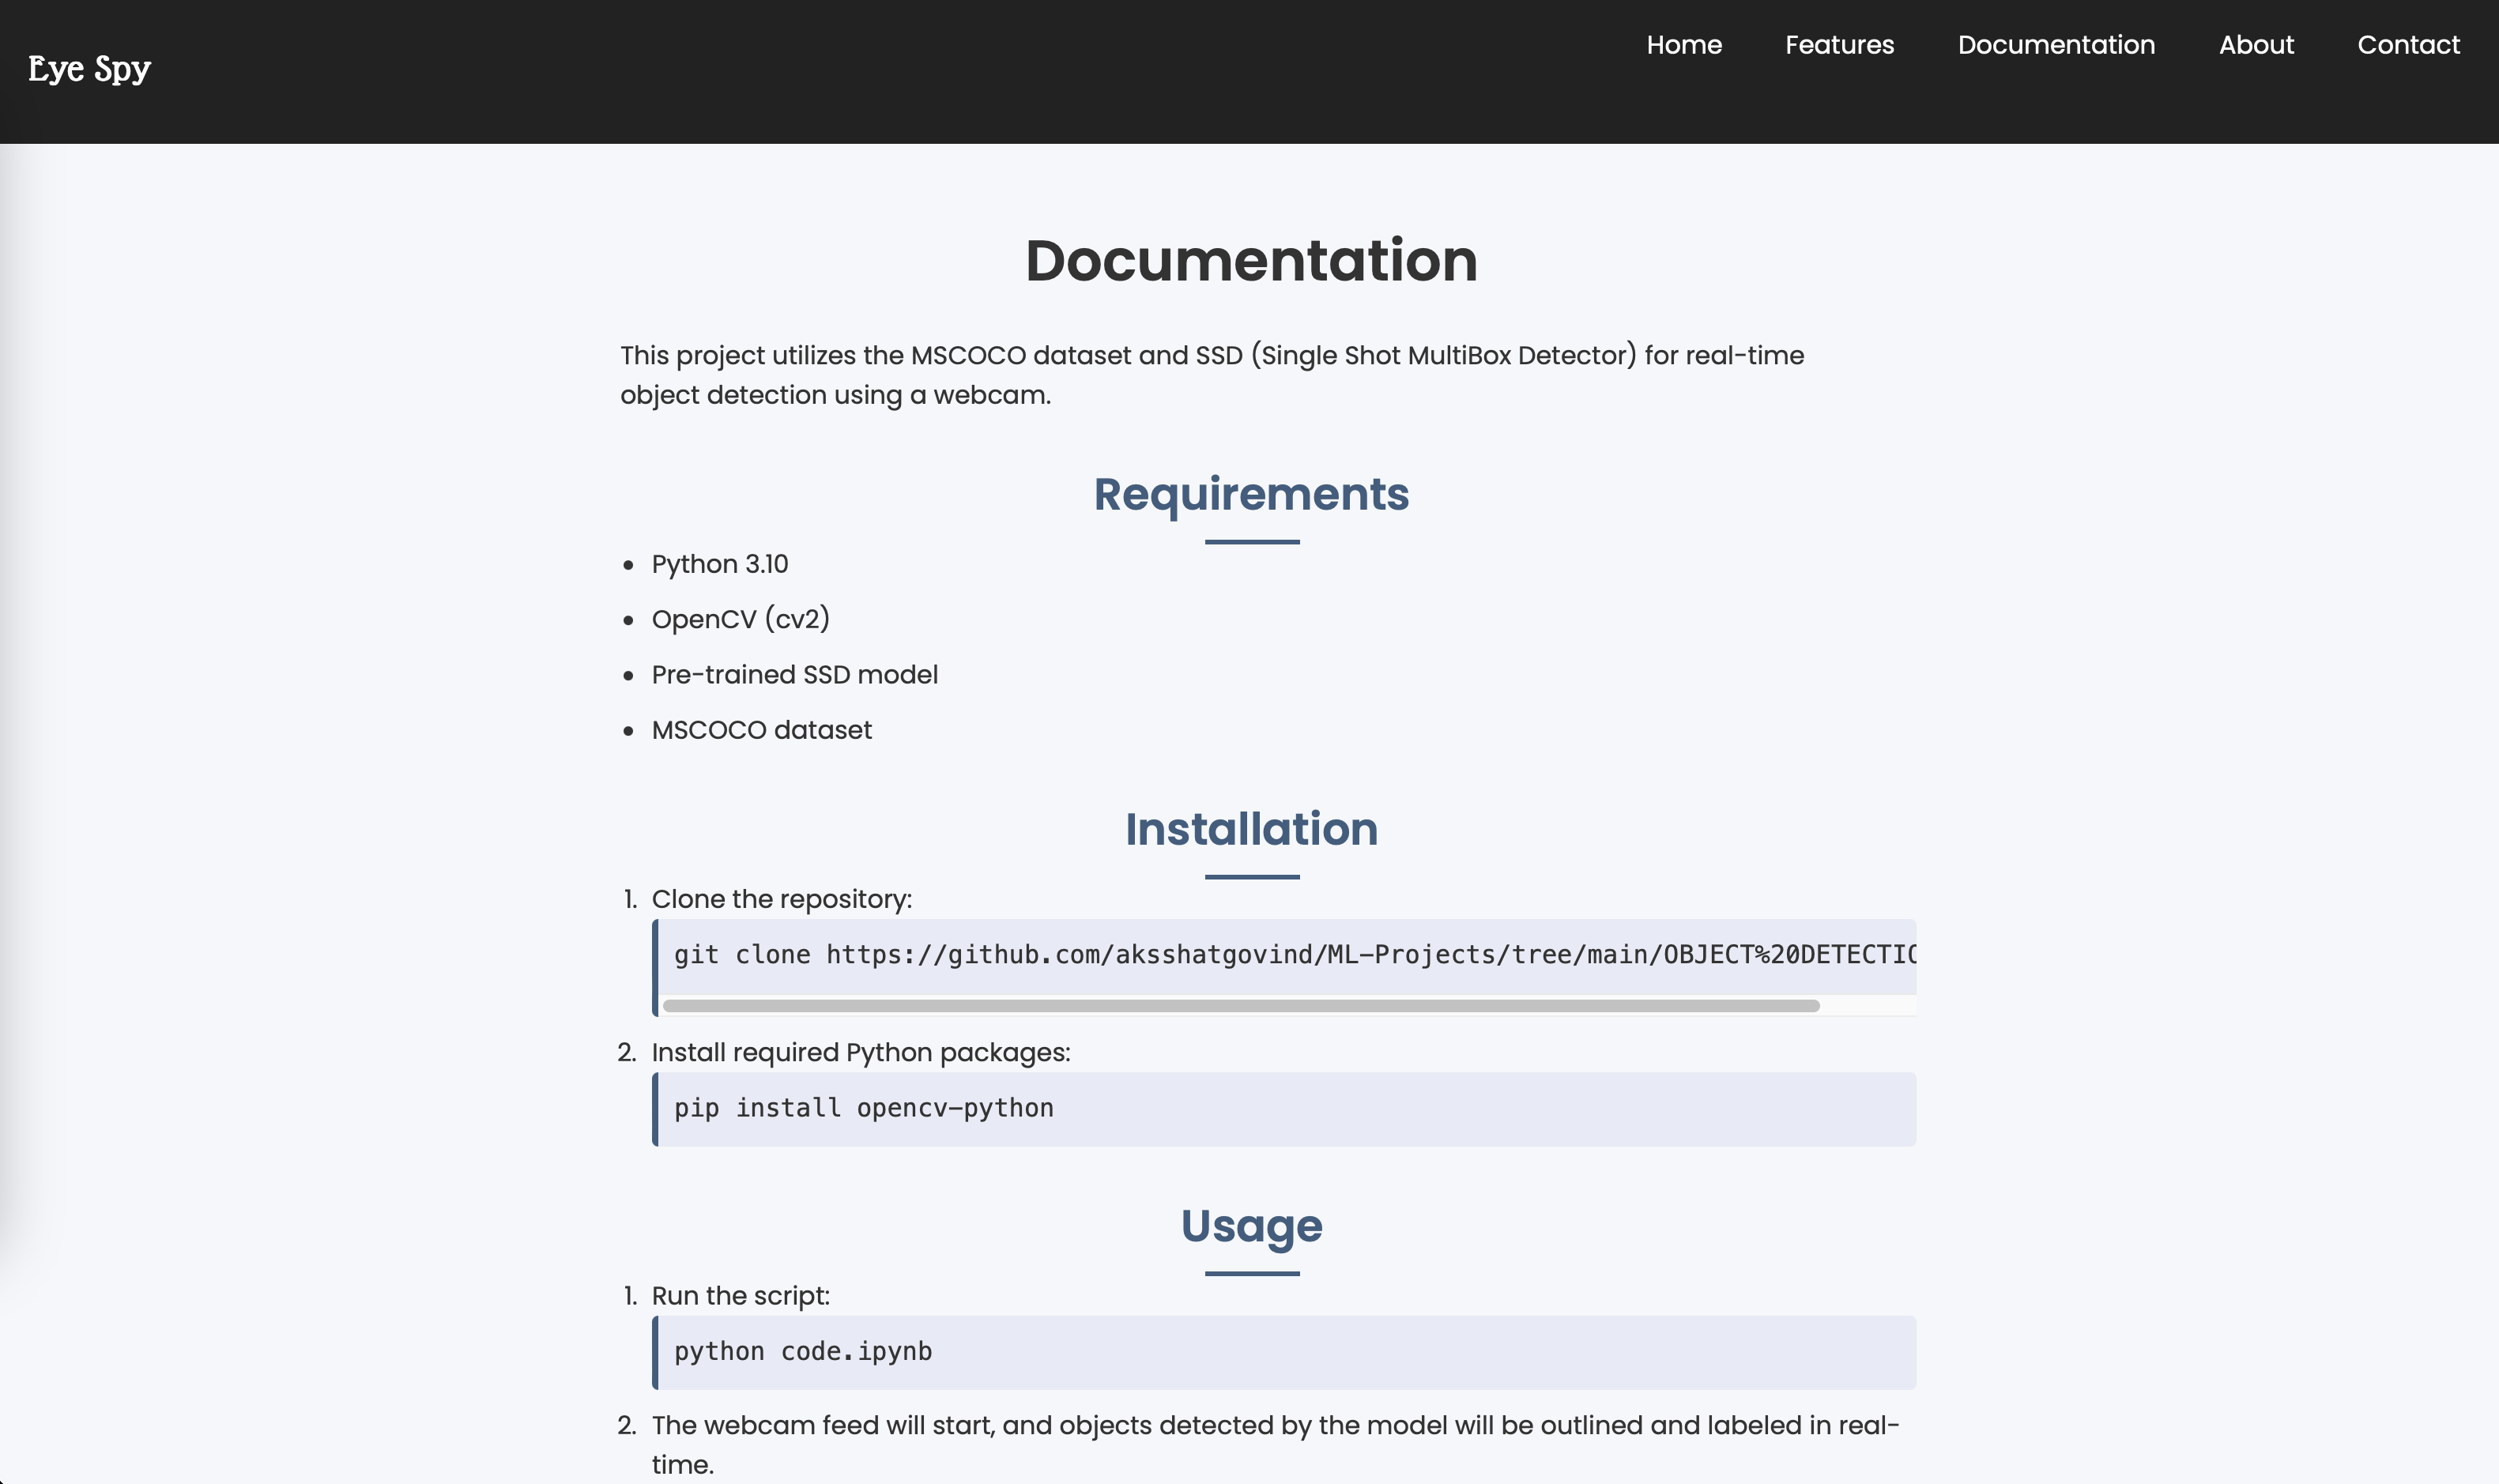 Eye Spy
Home Features Documentation About Contact
Documentation
This project utilizes the MSCOCO dataset and SSD (Single Shot MultiBox Detector) for real-time
object detection using a webcam.
Requirements
• Python 3.10
• OpenCV (cv2)
• Pre-trained SSD model
• MSCOCO dataset
Installation
1. Clone the repository:
git clone https://github.com/aksshatgovind/ML-Projects/tree/main/OBJECT%20DETECTIO
2. Install required Python packages:
pip install opencv-python
Usage
1. Run the script:
python code.ipynb
2. The webcam feed will start, and objects detected by the model will be outlined and labeled in real-
time.